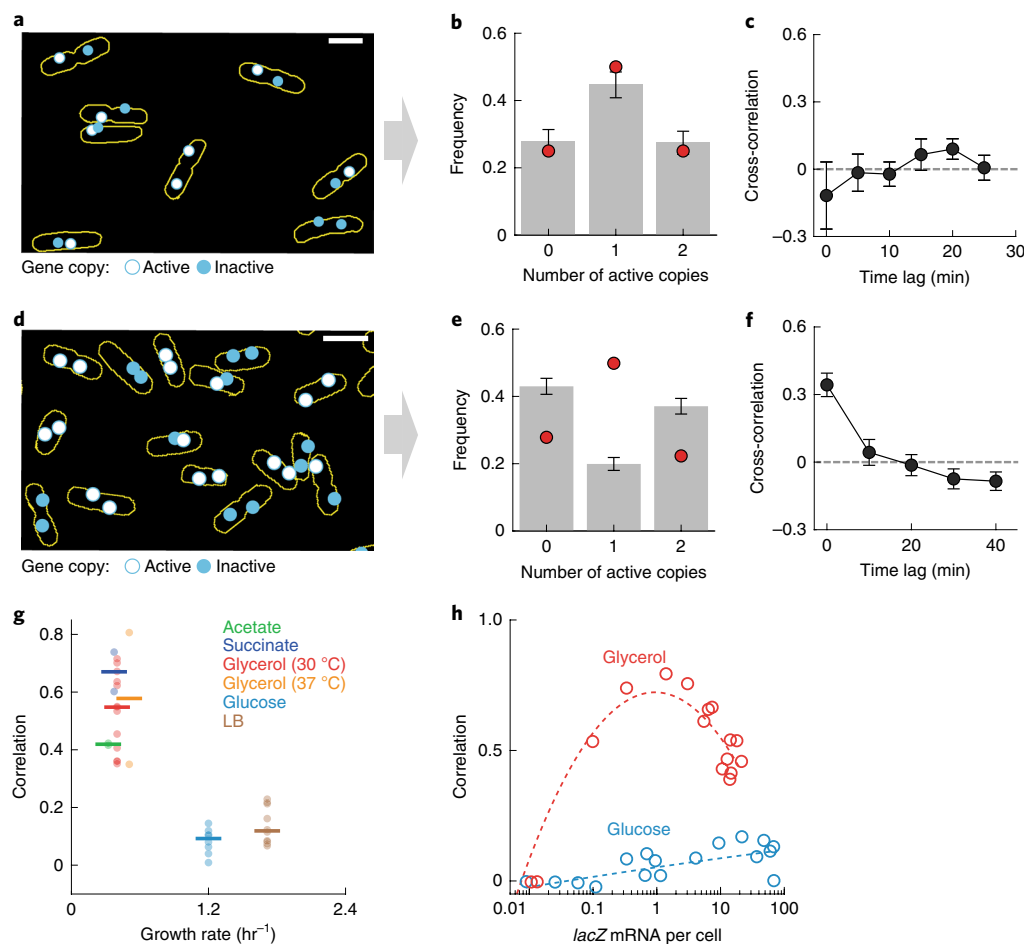 a
Gene copy: Active Inactive
b
Frequency
0.4
0.2
0
0 1 2
Number of active copies
c
Cross-correlation
0.3
0
−0.3
0 10 20 30
Time lag (min)
d
Gene copy: Active Inactive
e
Frequency
0.6
0.4
0.2
0
0 1 2
Number of active copies
f
Cross-correlation
0.6
0.3
0
−0.3
0 20 40
Time lag (min)
g
Correlation
0.8
0.6
0.4
0.2
0
0 1.2 2.4
Growth rate (hr⁻¹)
Acetate
Succinate
Glycerol (30 °C)
Glycerol (37 °C)
Glucose
LB
h
Correlation
1.0
0.5
0
Glycerol
Glucose
0.01 0.1 1 10 100
lacZ mRNA per cell